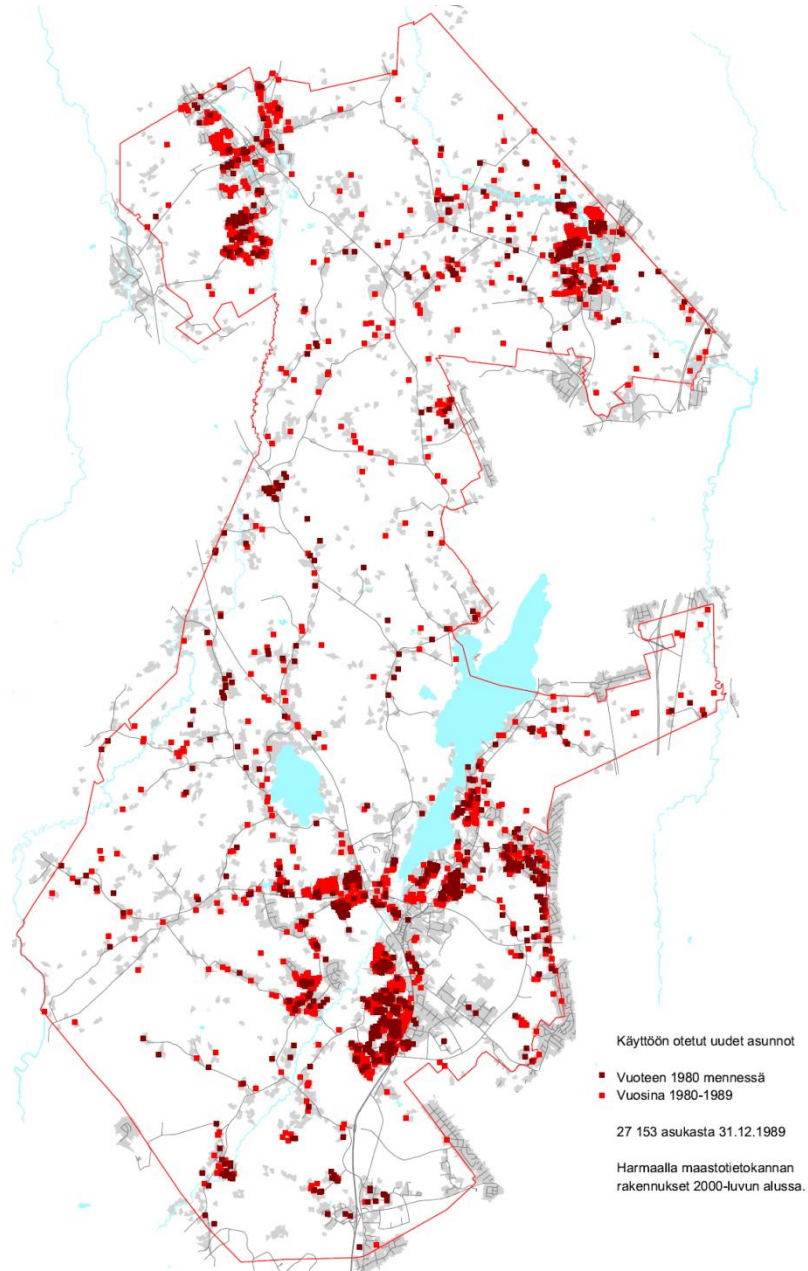 Käyttöön otetut uudet asunnot
Vuoteen 1980 mennessä
Vuosina 1980-1989
27 153 asukasta 31.12.1989
Harmaalla maastotietokannan
rakennukset 2000-luvun alussa.